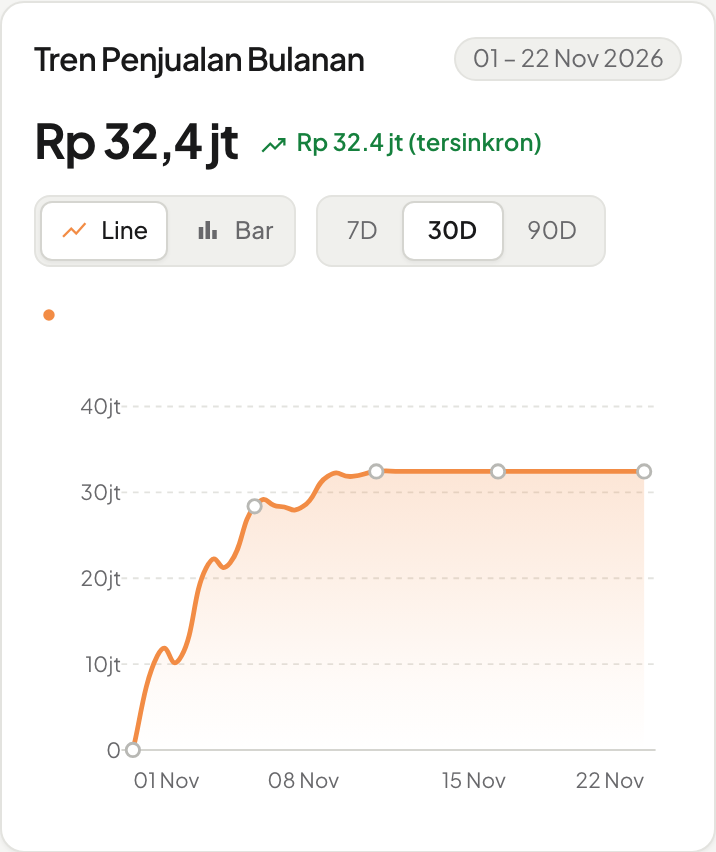 Tren Penjualan Bulanan
01 – 22 Nov 2026
Rp 32,4 jt
Rp 32.4 jt (tersinkron)
Line
Bar
7D
30D
90D
40jt
30jt
20jt
10jt
0
01 Nov
08 Nov
15 Nov
22 Nov